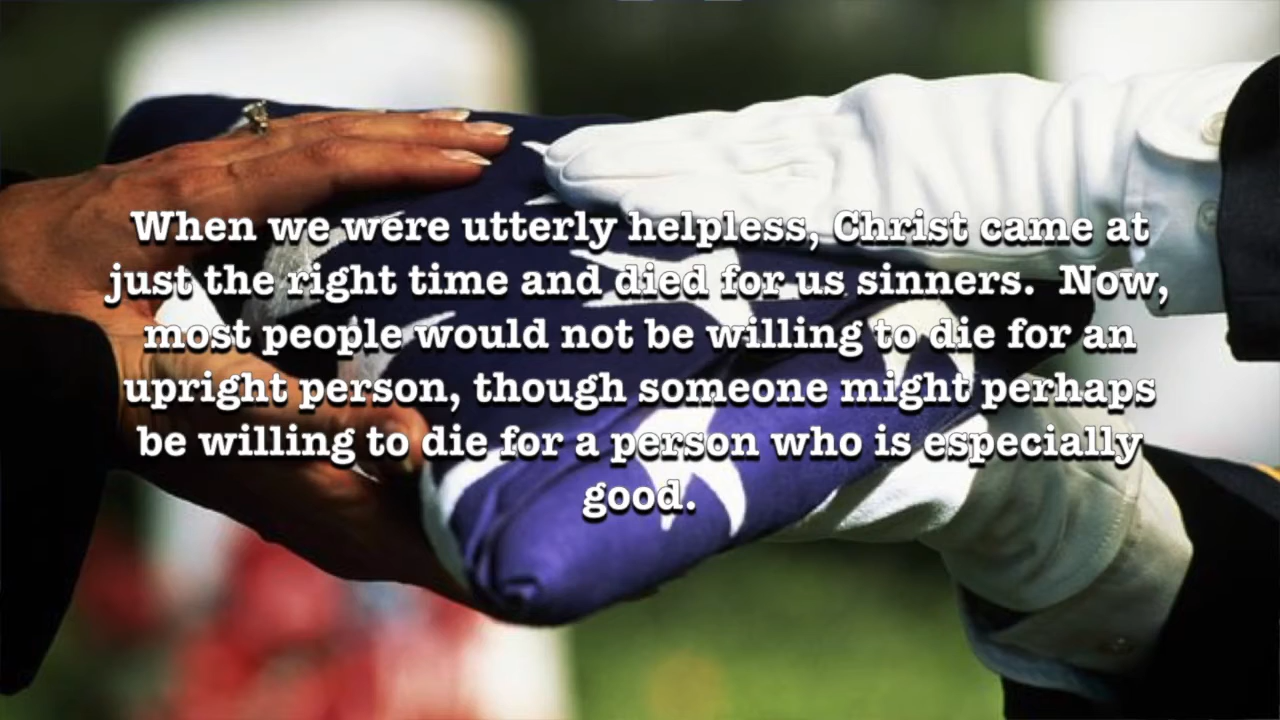 When we were utterly helpless, Christ came at
just the right time and died for us sinners.  Now,
most people would not be willing to die for an
upright person, though someone might perhaps
be willing to die for a person who is especially
good.